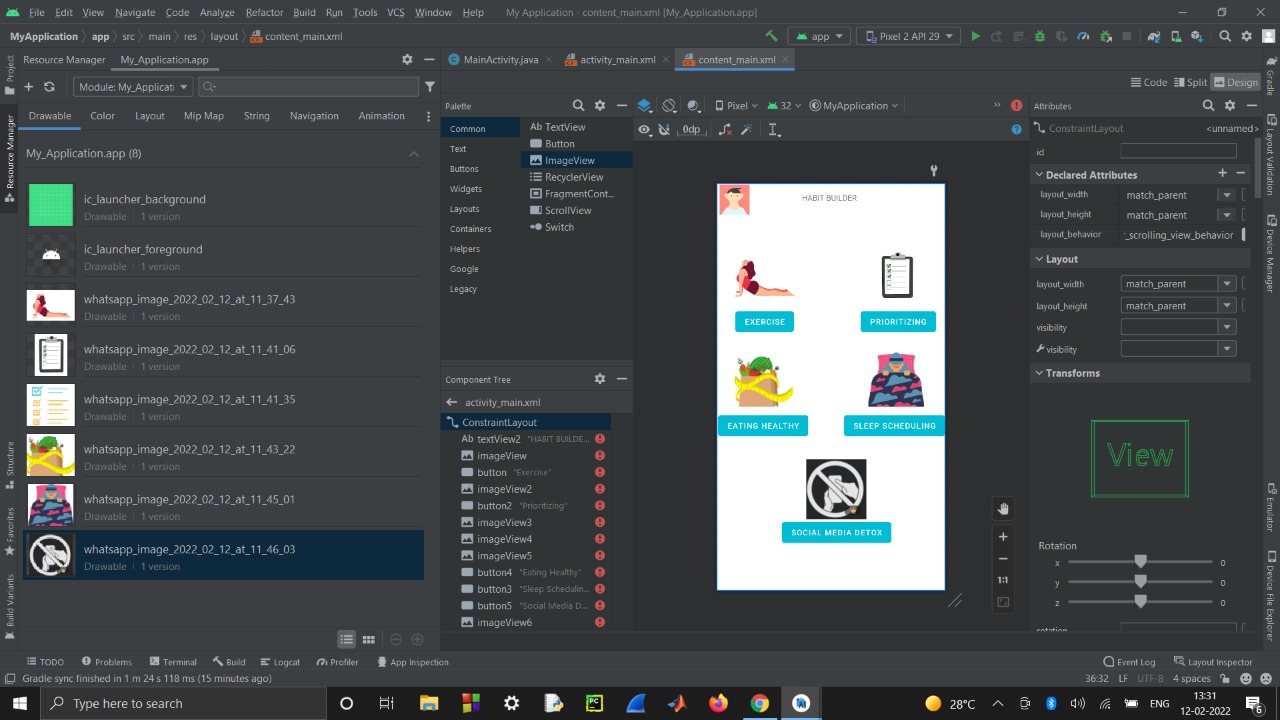 File Edit View Navigate Code Analyze Refactor Build Run Tools VCS Window Help My Application - content_main.xml [My_Application.app]
MyApplication app src main res layout content_main.xml app Pixel 2 API 29
Resource Manager My_Application.app MainActivity.java activity_main.xml content_main.xml
Module: My_Applicati Code Split Design
Palette Pixel 32 MyApplication Attributes
Drawable Color Layout Mip Map String Navigation Animation
Common
Text
Buttons
Widgets
Layouts
Containers
Helpers
Google
Legacy
Ab TextView
Button
ImageView
RecyclerView
FragmentCont...
ScrollView
Switch
0dp
My_Application.app (8)
ic_launcher_background
Drawable 1 version
ic_launcher_foreground
Drawable 1 version
whatsapp_image_2022_02_12_at_11_37_43
Drawable 1 version
whatsapp_image_2022_02_12_at_11_41_06
Drawable 1 version
whatsapp_image_2022_02_12_at_11_41_35
Drawable 1 version
whatsapp_image_2022_02_12_at_11_43_22
Drawable 1 version
whatsapp_image_2022_02_12_at_11_45_01
Drawable 1 version
whatsapp_image_2022_02_12_at_11_46_03
Drawable 1 version
Component Tree
activity_main.xml
ConstraintLayout
Ab textView2 "HABIT BUILDE...
imageView
button "Exercise"
imageView2
button2 "Prioritizing"
imageView3
imageView4
imageView5
button4 "Eating Healthy"
button3 "Sleep Schedulin...
button5 "Social Media D...
imageView6
HABIT BUILDER
EXERCISE PRIORITIZING
EATING HEALTHY SLEEP SCHEDULING
SOCIAL MEDIA DETOX
1:1
ConstraintLayout <unnamed>
id
Declared Attributes
layout_width match_parent
layout_height match_parent
layout_behavior _scrolling_view_behavior
Layout
layout_width match_parent
layout_height match_parent
visibility
visibility
Transforms
View
Rotation
x 0
y 0
z 0
rotation
Project
Resource Manager
Structure
Favorites
Build Variants
Gradle
Layout Validation
Device Manager
Emulator
Device File Explorer
TODO Problems Terminal Build Logcat Profiler App Inspection Event Log Layout Inspector
Gradle sync finished in 1 m 24 s 118 ms (15 minutes ago) 36:32 LF UTF-8 4 spaces
Type here to search PC 28°C ENG 13:31
12-02-2022 6